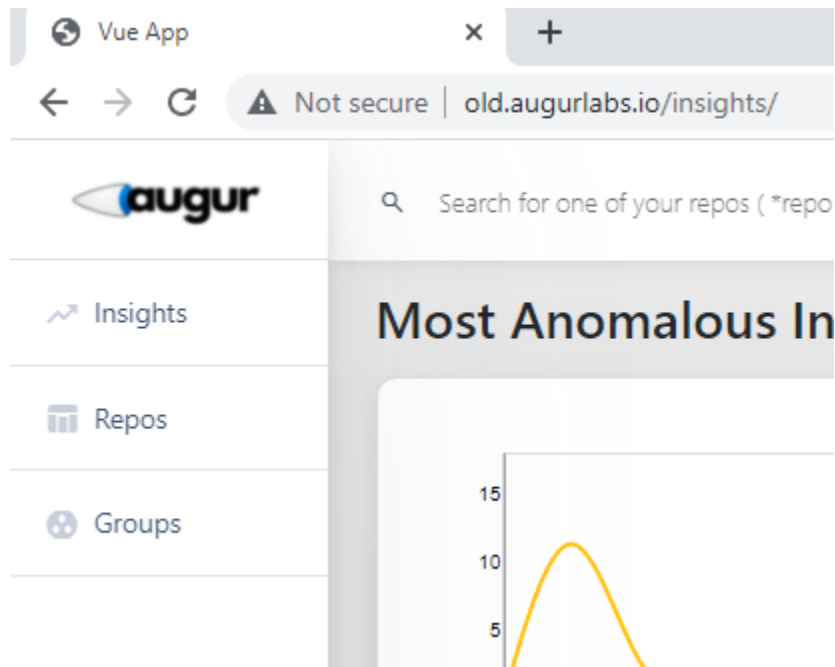 Vue App
Not secure old.augurlabs.io/insights/
augur
Search for one of your repos ( *repo
Insights
Most Anomalous In
Repos
Groups
15
10
5